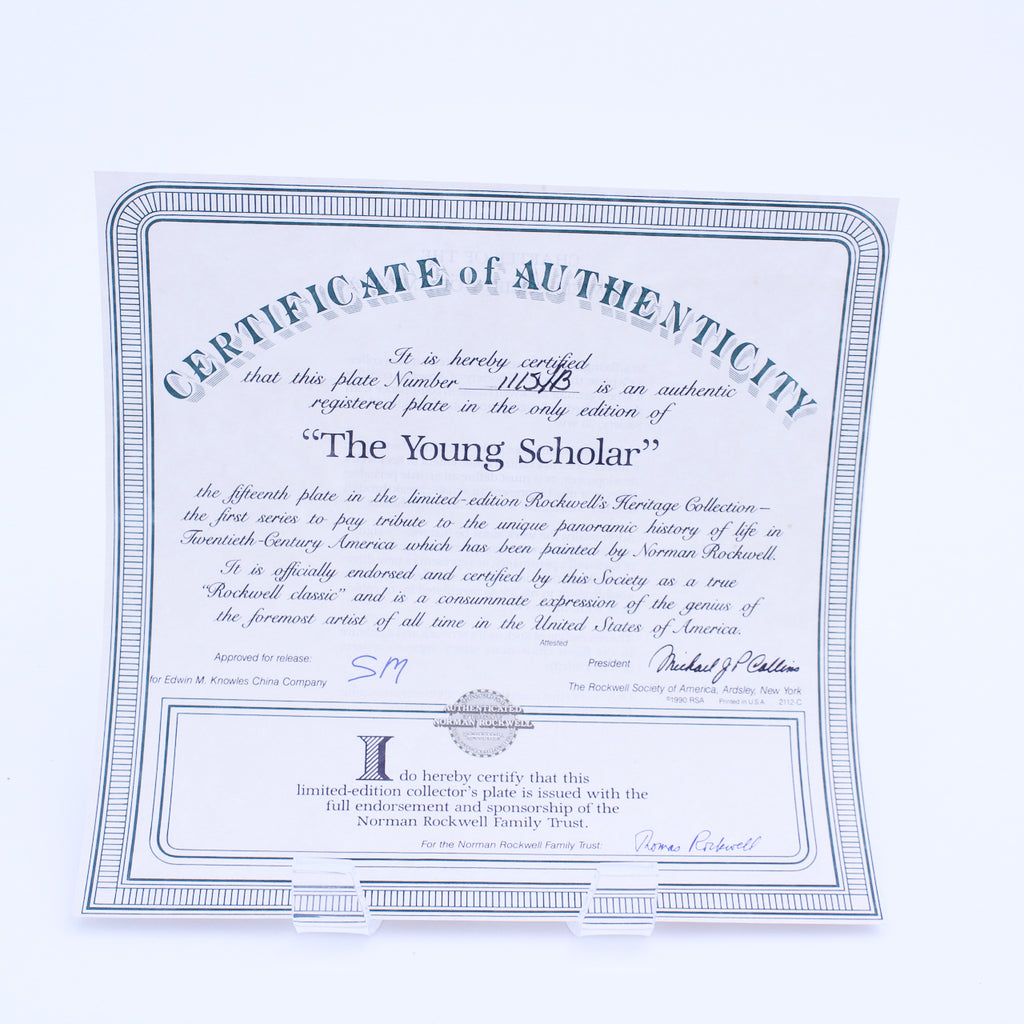 CERTIFICATE of AUTHENTICITY
It is hereby certified
that this plate Number is an authentic
registered plate in the only edition of
“The Young Scholar”
the fifteenth plate in the limited-edition Rockwell's Heritage Collection—
the first series to pay tribute to the unique panoramic history of life in
Twentieth-Century America which has been painted by Norman Rockwell.
It is officially endorsed and certified by this Society as a true
“Rockwell classic” and is a consummate expression of the genius of
the foremost artist of all time in the United States of America.
Attested
Approved for release: SM
for Edwin M. Knowles China Company
President Michael J P Collins
The Rockwell Society of America, Ardsley, New York
©1990 RSA Printed in U.S.A. 2112-C
AUTHENTICATED
NORMAN ROCKWELL
I do hereby certify that this
limited-edition collector's plate is issued with the
full endorsement and sponsorship of the
Norman Rockwell Family Trust.
For the Norman Rockwell Family Trust: Thomas Rockwell